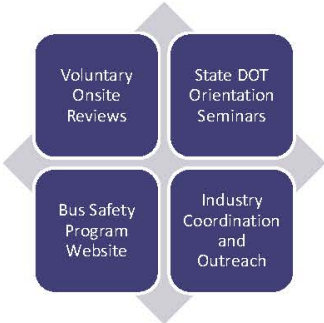 Voluntary
Onsite
Reviews
State DOT
Orientation
Seminars
Bus Safety
Program
Website
Industry
Coordination
and
Outreach